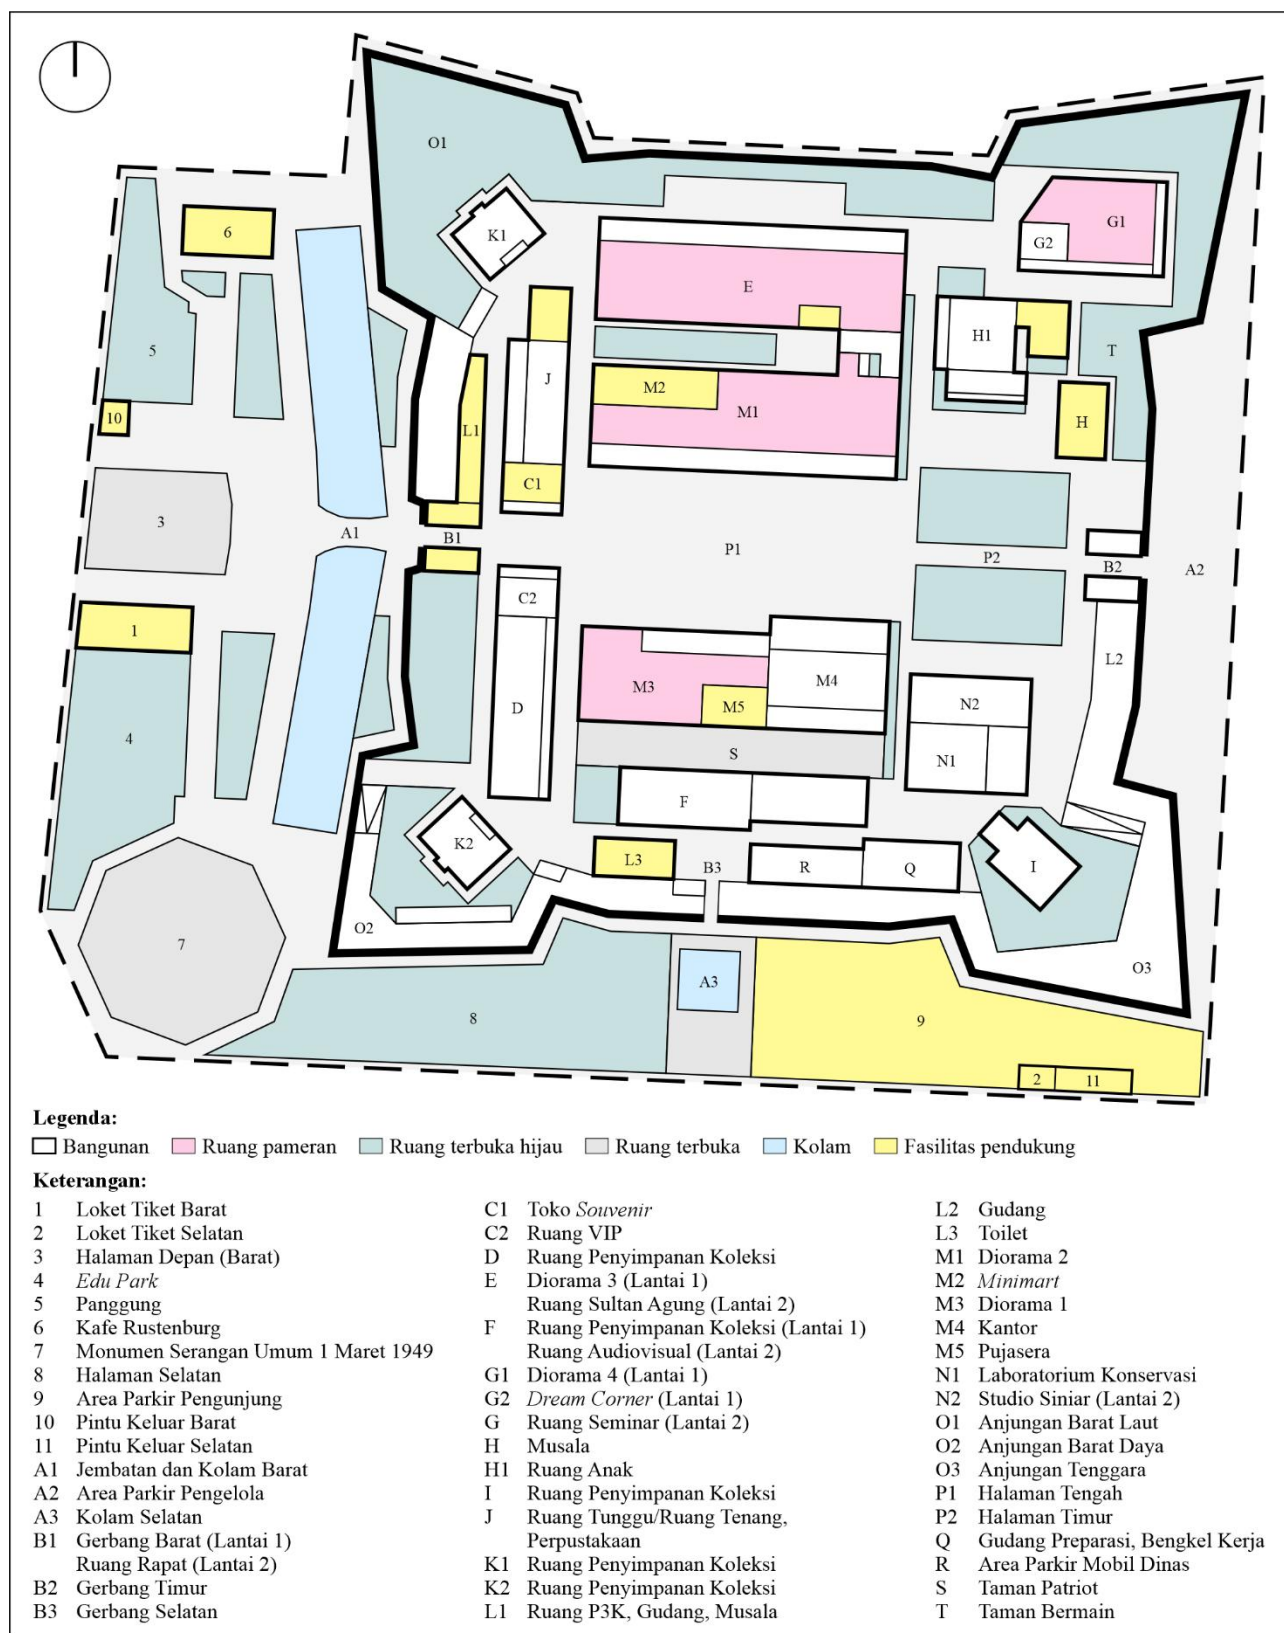 O1
K1
6
G1
G2
E
H1
5
J
T
M2
M1
10
L1
H
C1
3
A1
B1
P1
P2
B2
A2
C2
1
L2
M3
M4
D
M5
N2
4
S
N1
F
K2
L3
B3
R
Q
I
O2
7
O3
A3
8
9
2
11
Legenda:
Bangunan Ruang pameran Ruang terbuka hijau Ruang terbuka Kolam Fasilitas pendukung
Keterangan:
1 Loket Tiket Barat
2 Loket Tiket Selatan
3 Halaman Depan (Barat)
4 Edu Park
5 Panggung
6 Kafe Rustenburg
7 Monumen Serangan Umum 1 Maret 1949
8 Halaman Selatan
9 Area Parkir Pengunjung
10 Pintu Keluar Barat
11 Pintu Keluar Selatan
A1 Jembatan dan Kolam Barat
A2 Area Parkir Pengelola
A3 Kolam Selatan
B1 Gerbang Barat (Lantai 1)
Ruang Rapat (Lantai 2)
B2 Gerbang Timur
B3 Gerbang Selatan
C1 Toko Souvenir
C2 Ruang VIP
D Ruang Penyimpanan Koleksi
E Diorama 3 (Lantai 1)
Ruang Sultan Agung (Lantai 2)
F Ruang Penyimpanan Koleksi (Lantai 1)
Ruang Audiovisual (Lantai 2)
G1 Diorama 4 (Lantai 1)
G2 Dream Corner (Lantai 1)
G Ruang Seminar (Lantai 2)
H Musala
H1 Ruang Anak
I Ruang Penyimpanan Koleksi
J Ruang Tunggu/Ruang Tenang,
Perpustakaan
K1 Ruang Penyimpanan Koleksi
K2 Ruang Penyimpanan Koleksi
L1 Ruang P3K, Gudang, Musala
L2 Gudang
L3 Toilet
M1 Diorama 2
M2 Minimart
M3 Diorama 1
M4 Kantor
M5 Pujasera
N1 Laboratorium Konservasi
N2 Studio Siniar (Lantai 2)
O1 Anjungan Barat Laut
O2 Anjungan Barat Daya
O3 Anjungan Tenggara
P1 Halaman Tengah
P2 Halaman Timur
Q Gudang Preparasi, Bengkel Kerja
R Area Parkir Mobil Dinas
S Taman Patriot
T Taman Bermain